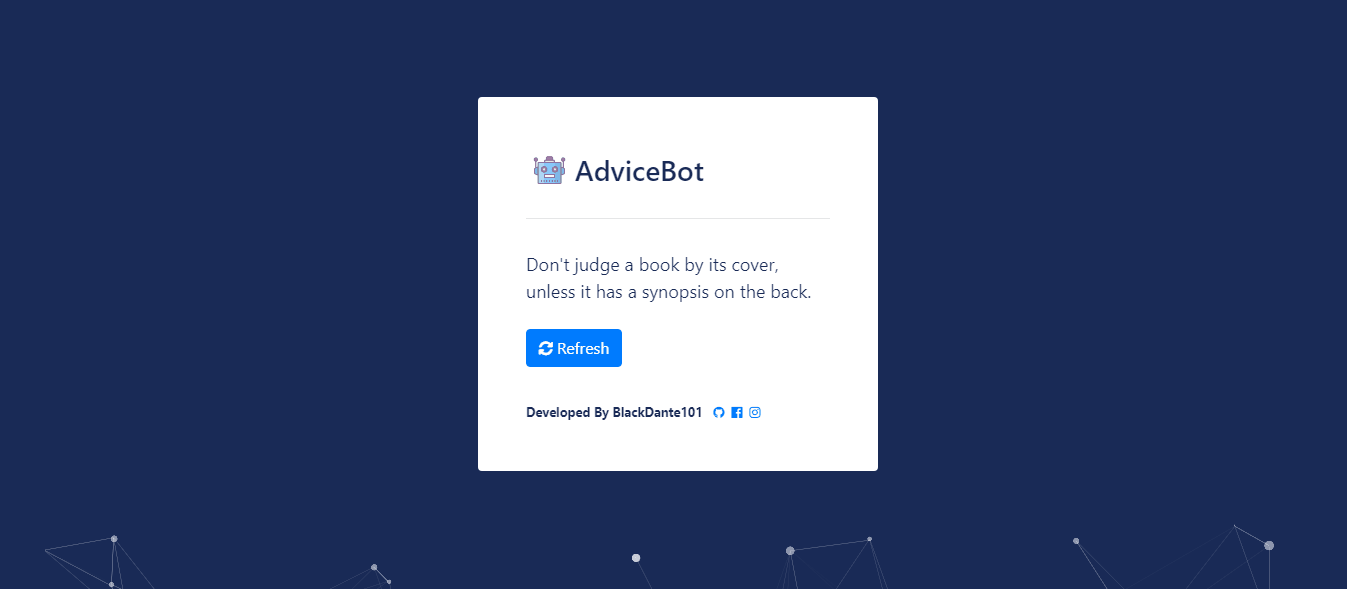 AdviceBot
Don't judge a book by its cover,
unless it has a synopsis on the back.
Refresh
Developed By BlackDante101